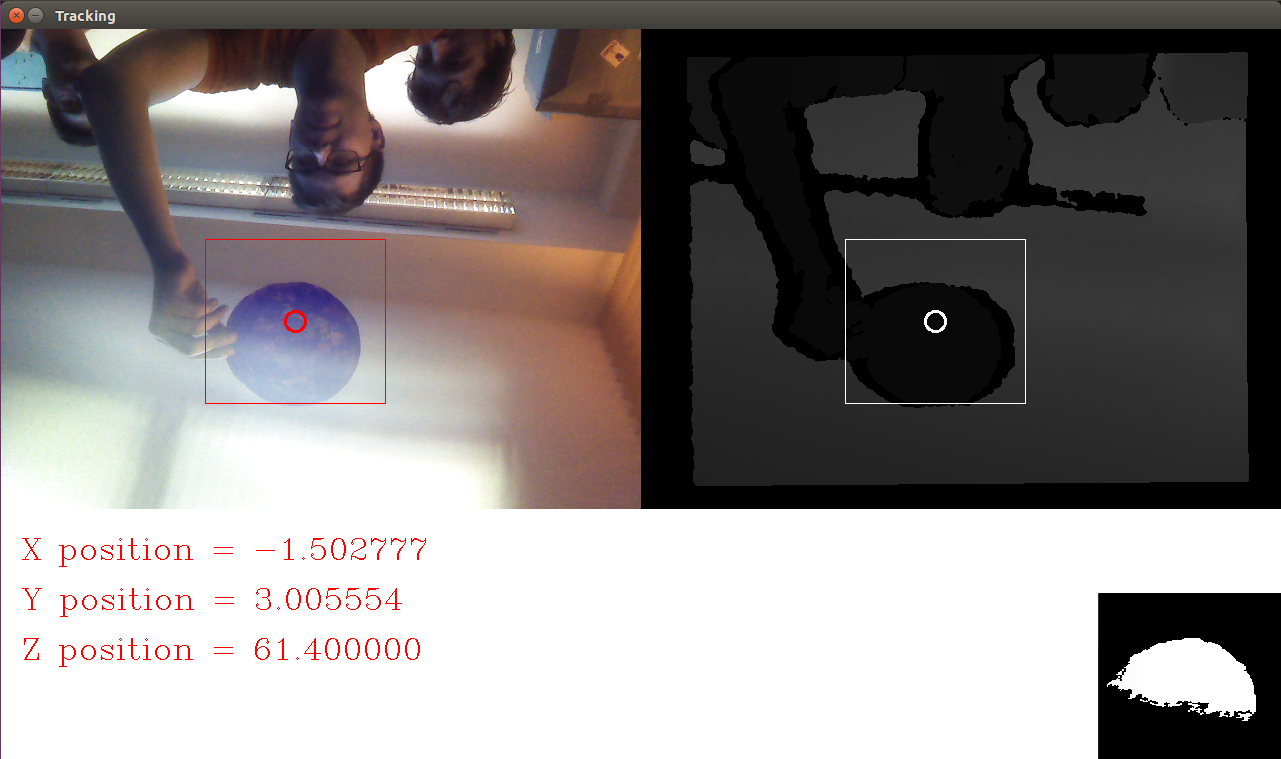 Tracking
X position = −1.502777
Y position = 3.005554
Z position = 61.400000